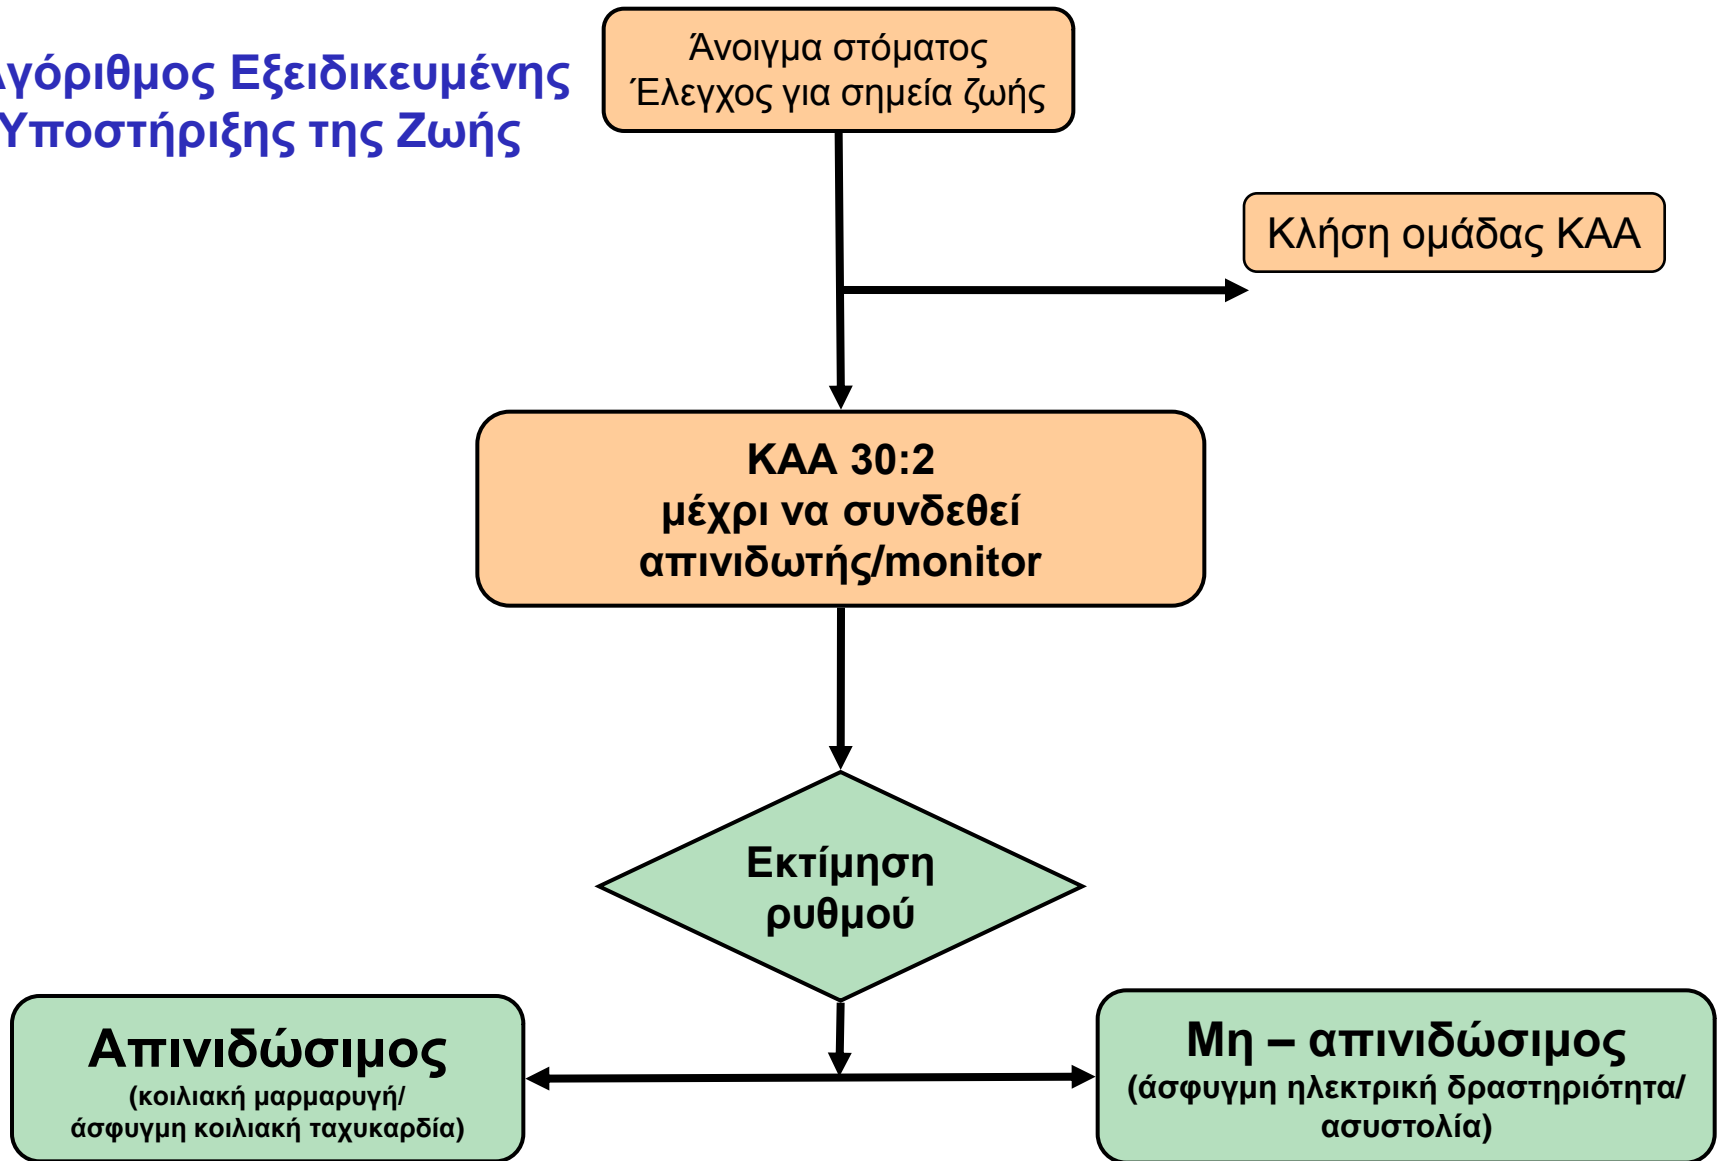 Εξειδικευμένης
Υποστήριξης της Ζωής
Άνοιγμα στόματος
Έλεγχος για σημεία ζωής
Κλήση ομάδας ΚΑΑ
ΚΑΑ 30:2
μέχρι να συνδεθεί
απινιδωτής/monitor
Εκτίμηση
ρυθμού
Απινιδώσιμος
(κοιλιακή μαρμαρυγή/
άσφυγμη κοιλιακή ταχυκαρδία)
Μη – απινιδώσιμος
(άσφυγμη ηλεκτρική δραστηριότητα/
ασυστολία)